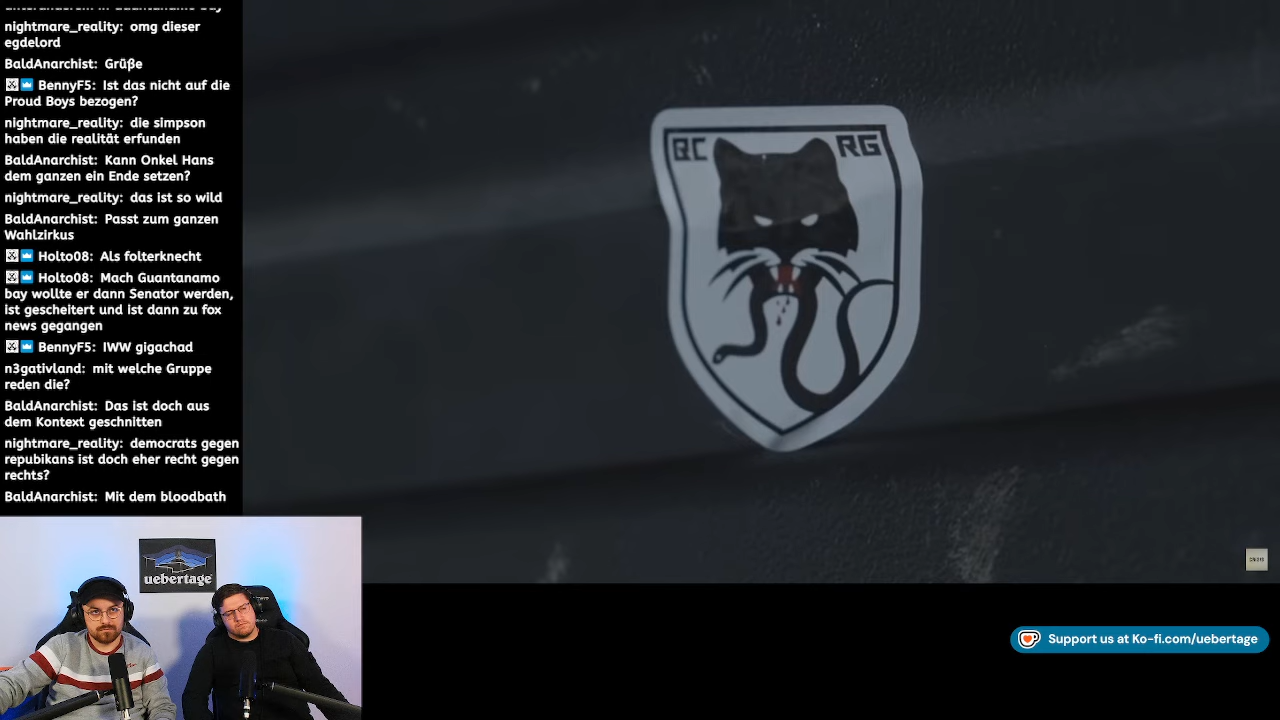 nightmare_reality: omg dieser
egdelord
BaldAnarchist: Grüße
BennyF5: Ist das nicht auf die
Proud Boys bezogen?
nightmare_reality: die simpson
haben die realität erfunden
BaldAnarchist: Kann Onkel Hans
dem ganzen ein Ende setzen?
nightmare_reality: das ist so wild
BaldAnarchist: Passt zum ganzen
Wahlzirkus
Holto08: Als folterknecht
Holto08: Mach Guantanamo
bay wollte er dann Senator werden,
ist gescheitert und ist dann zu fox
news gegangen
BennyF5: IWW gigachad
n3gativland: mit welche Gruppe
reden die?
BaldAnarchist: Das ist doch aus
dem Kontext geschnitten
nightmare_reality: democrats gegen
repubikans ist doch eher recht gegen
rechts?
BaldAnarchist: Mit dem bloodbath
QC RG
uebertage
Support us at Ko-fi.com/uebertage